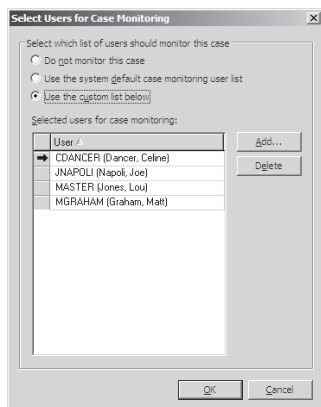 Select Users for Case Monitoring
Select which list of users should monitor this case
Do not monitor this case
Use the system default case monitoring user list
Use the custom list below
Selected users for case monitoring:
User
Add...
CDANCER (Dancer, Celine)
Delete
JNAPOLI (Napoli, Joe)
MASTER (Jones, Lou)
MGRAHAM (Graham, Matt)
OK
Cancel